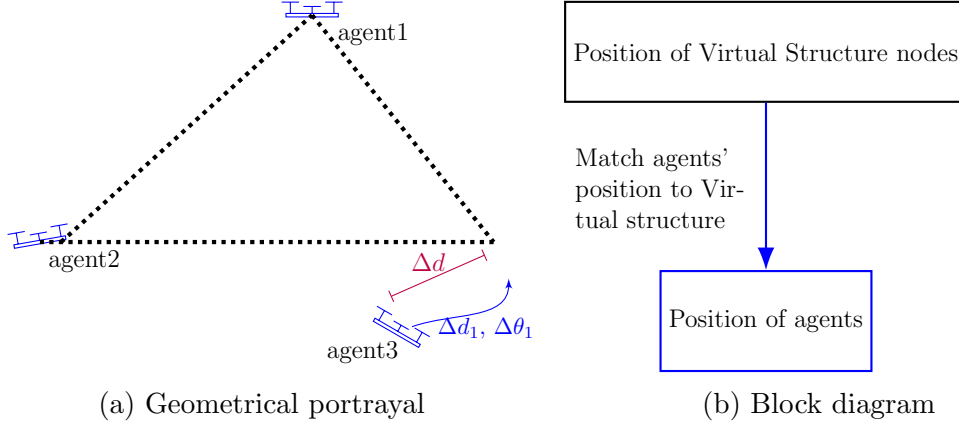 agent1
agent2
Δd
Δd₁, Δθ₁
agent3
(a) Geometrical portrayal
Position of Virtual Structure nodes
Match agents'
position to Vir-
tual structure
Position of agents
(b) Block diagram